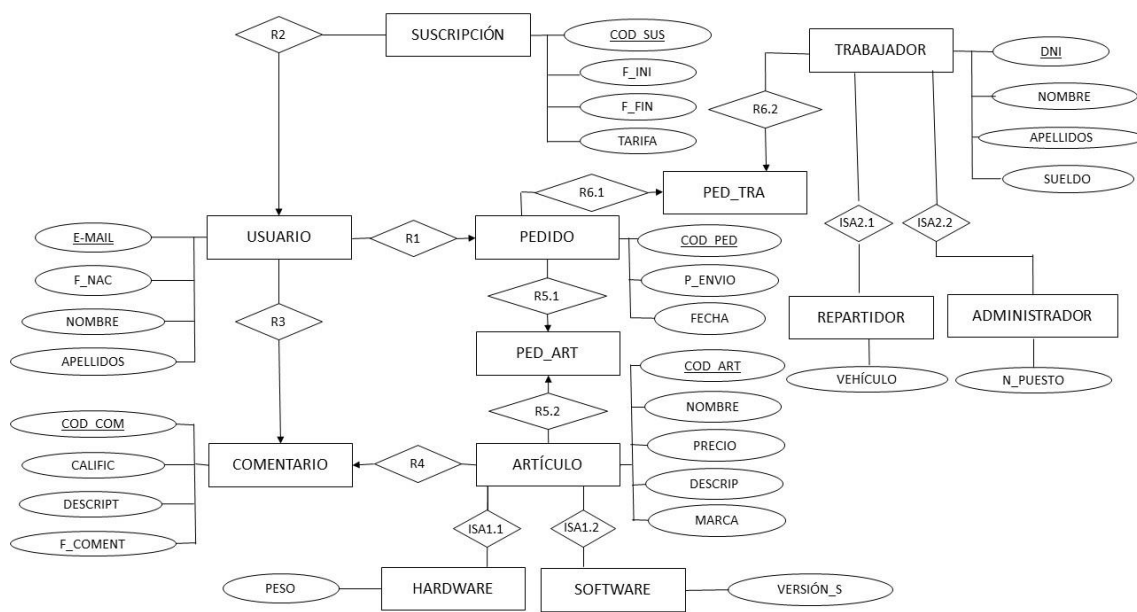 R2
SUSCRIPCIÓN
COD_SUS
F_INI
F_FIN
TARIFA
TRABAJADOR
DNI
NOMBRE
APELLIDOS
SUELDO
R6.2
R6.1
PED_TRA
E-MAIL
F_NAC
NOMBRE
APELLIDOS
USUARIO
R1
PEDIDO
COD_PED
P_ENVIO
FECHA
ISA2.1
ISA2.2
REPARTIDOR
ADMINISTRADOR
VEHÍCULO
N_PUESTO
R3
R5.1
PED_ART
R5.2
COD_ART
NOMBRE
PRECIO
DESCRIP
MARCA
COD_COM
CALIFIC
DESCRIPT
F_COMENT
COMENTARIO
R4
ARTÍCULO
ISA1.1
ISA1.2
PESO
HARDWARE
SOFTWARE
VERSIÓN_S